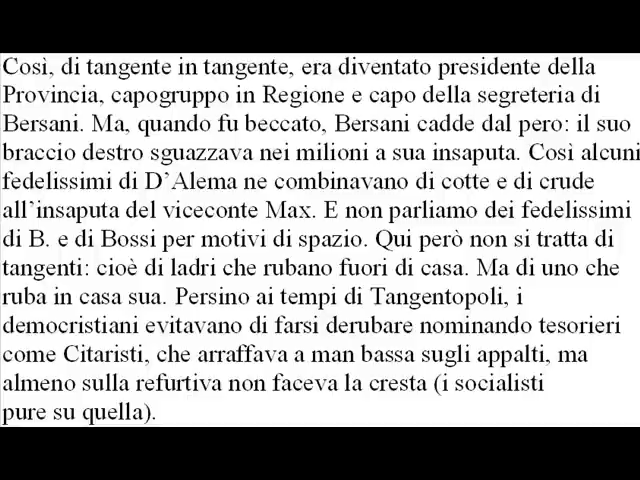 Così, di tangente in tangente, era diventato presidente della
Provincia, capogruppo in Regione e capo della segreteria di
Bersani. Ma, quando fu beccato, Bersani cadde dal pero: il suo
braccio destro sguazzava nei milioni a sua insaputa. Così alcuni
fedelissimi di D'Alema ne combinavano di cotte e di crude
all'insaputa del viceconte Max. E non parliamo dei fedelissimi
di B. e di Bossi per motivi di spazio. Qui però non si tratta di
tangenti: cioè di ladri che rubano fuori di casa. Ma di uno che
ruba in casa sua. Persino ai tempi di Tangentopoli, i
democristiani evitavano di farsi derubare nominando tesorieri
come Citaristi, che arraffava a man bassa sugli appalti, ma
almeno sulla refurtiva non faceva la cresta (i socialisti
pure su quella).